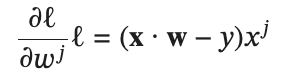 ∂ℓ/∂w^j ℓ = (𝐱 · 𝐰 − y)x^j